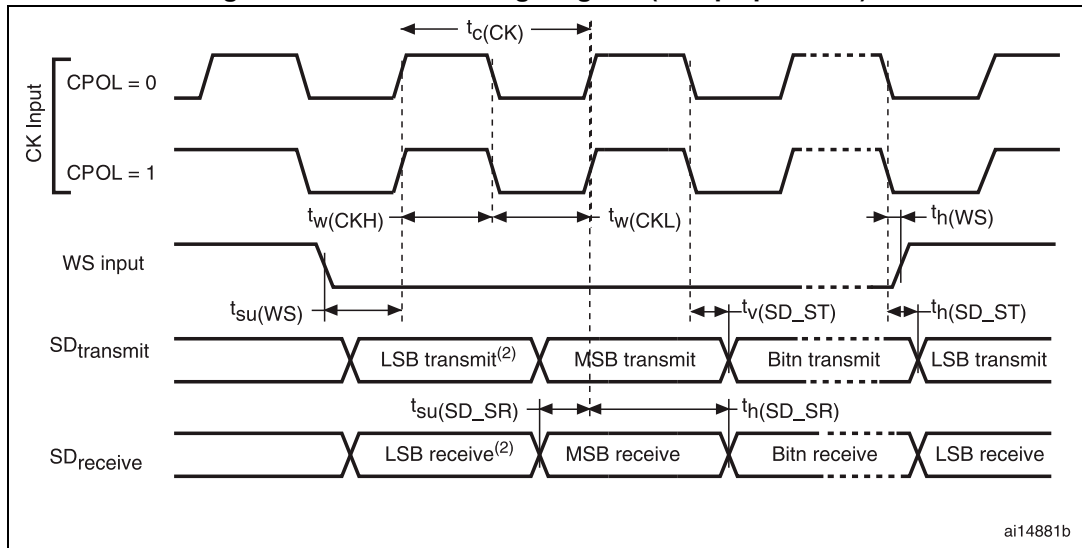 tc(CK)
CK Input
CPOL = 0
CPOL = 1
tw(CKH)
tw(CKL)
th(WS)
WS input
tsu(WS)
tv(SD_ST)
th(SD_ST)
SDtransmit
LSB transmit(2)
MSB transmit
Bitn transmit
LSB transmit
tsu(SD_SR)
th(SD_SR)
SDreceive
LSB receive(2)
MSB receive
Bitn receive
LSB receive
ai14881b